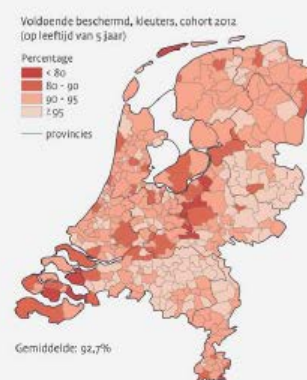 Voldoende beschermd, kleuters, cohort 2012
(op leeftijd van 5 jaar)
Percentage
< 80
80 - 90
90 - 95
≥ 95
provincies
Gemiddelde: 92,7%